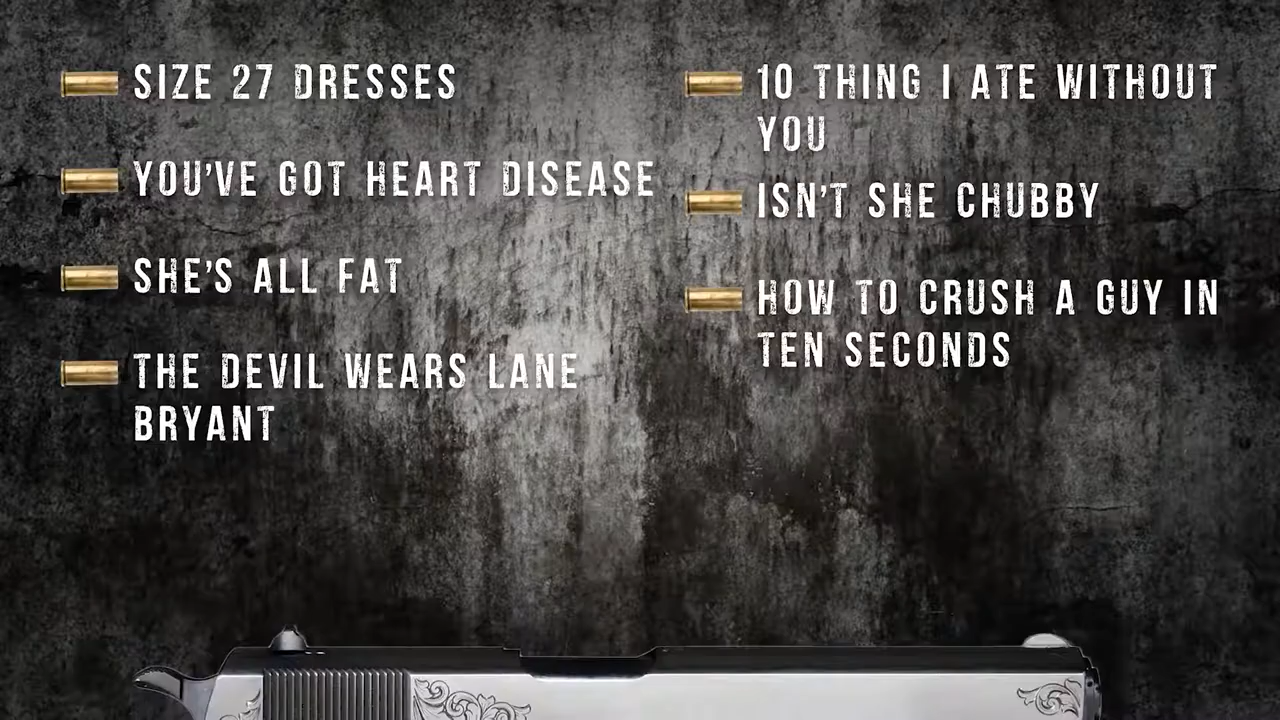 SIZE 27 DRESSES
YOU'VE GOT HEART DISEASE
SHE'S ALL FAT
THE DEVIL WEARS LANE
BRYANT
10 THING I ATE WITHOUT
YOU
ISN'T SHE CHUBBY
HOW TO CRUSH A GUY IN
TEN SECONDS